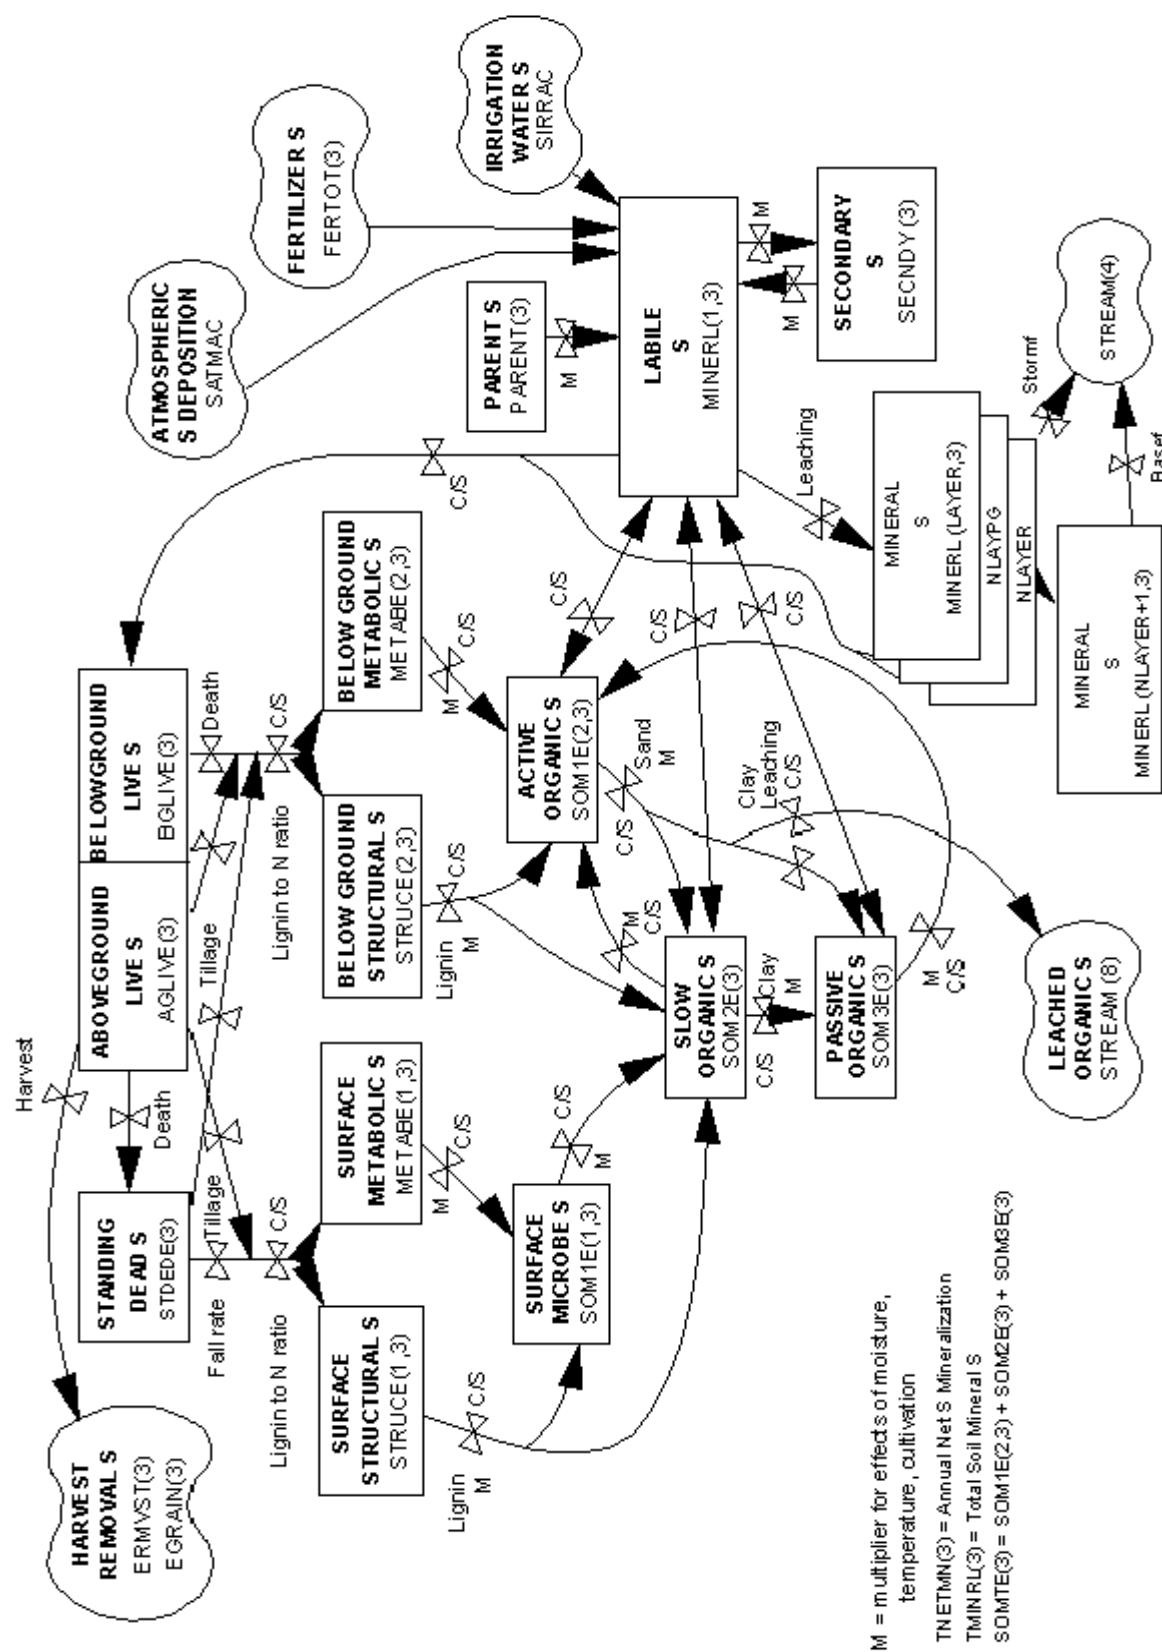 HARVEST
REMOVAL S
ERMVST(3)
EGRAIN(3)
Harvest
STANDING
DEAD S
STDEDE(3)
Death
ABOVEGROUND
LIVE S
AGLIVE(3)
BELOWGROUND
LIVE S
BGLIVE(3)
ATMOSPHERIC
S DEPOSITION
SATMAC
FERTILIZER S
FERTOT(3)
IRRIGATION
WATER S
SIRRAC
Fall rate
Tillage
Tillage
Death
Lignin to N ratio
C/S
Lignin to N ratio
C/S
C/S
SURFACE
STRUCTURAL S
STRUCE(1,3)
SURFACE
METABOLIC S
METABE(1,3)
BELOW GROUND
STRUCTURAL S
STRUCE(2,3)
BELOW GROUND
METABOLIC S
METABE(2,3)
PARENT S
PARENT(3)
M
Lignin
M
C/S
M
C/S
Lignin
M
C/S
M
C/S
SURFACE
MICROBE S
SOM1E(1,3)
C/S
M
ACTIVE
ORGANIC S
SOM1E(2,3)
C/S
LABILE
S
MINERL(1,3)
M
C/S
C/S
Sand
M
C/S
C/S
SLOW
ORGANIC S
SOM2E(3)
C/S
Clay
M
Clay
Leaching
C/S
Leaching
M
M
SECONDARY
S
SECNDY(3)
PASSIVE
ORGANIC S
SOM3E(3)
M
C/S
MINERAL
S
MINERL(LAYER,3)
NLAYPG
NLAYER
Stormf
STREAM(4)
Basef
MINERAL
S
MINERL(NLAYER+1,3)
LEACHED
ORGANIC S
STREAM(8)
M = multiplier for effects of moisture,
temperature, cultivation
TNETMN(3) = Annual Net S Mineralization
TMINRL(3) = Total Soil Mineral S
SOMTE(3) = SOM1E(2,3) + SOM2E(3) + SOM3E(3)